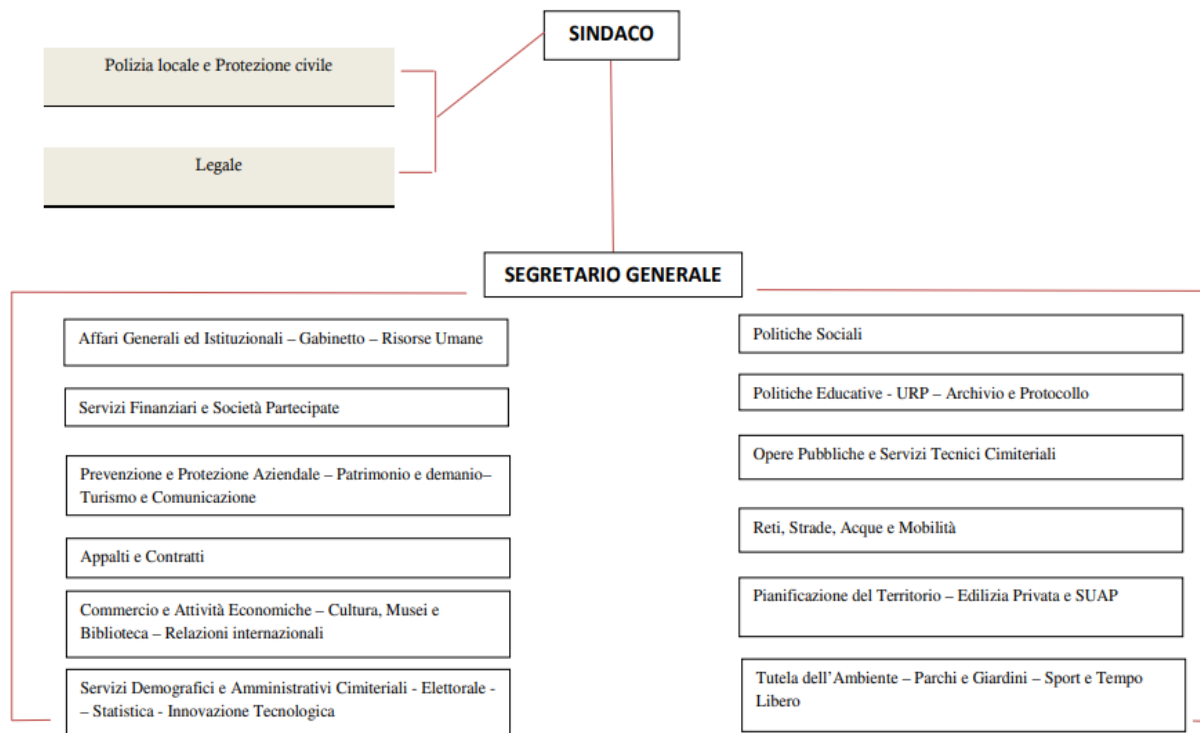 SINDACO
Polizia locale e Protezione civile
Legale
SEGRETARIO GENERALE
Affari Generali ed Istituzionali – Gabinetto – Risorse Umane
Servizi Finanziari e Società Partecipate
Prevenzione e Protezione Aziendale – Patrimonio e demanio–
Turismo e Comunicazione
Appalti e Contratti
Commercio e Attività Economiche – Cultura, Musei e
Biblioteca – Relazioni internazionali
Servizi Demografici e Amministrativi Cimiteriali - Elettorale -
– Statistica - Innovazione Tecnologica
Politiche Sociali
Politiche Educative - URP – Archivio e Protocollo
Opere Pubbliche e Servizi Tecnici Cimiteriali
Reti, Strade, Acque e Mobilità
Pianificazione del Territorio – Edilizia Privata e SUAP
Tutela dell’Ambiente – Parchi e Giardini – Sport e Tempo
Libero